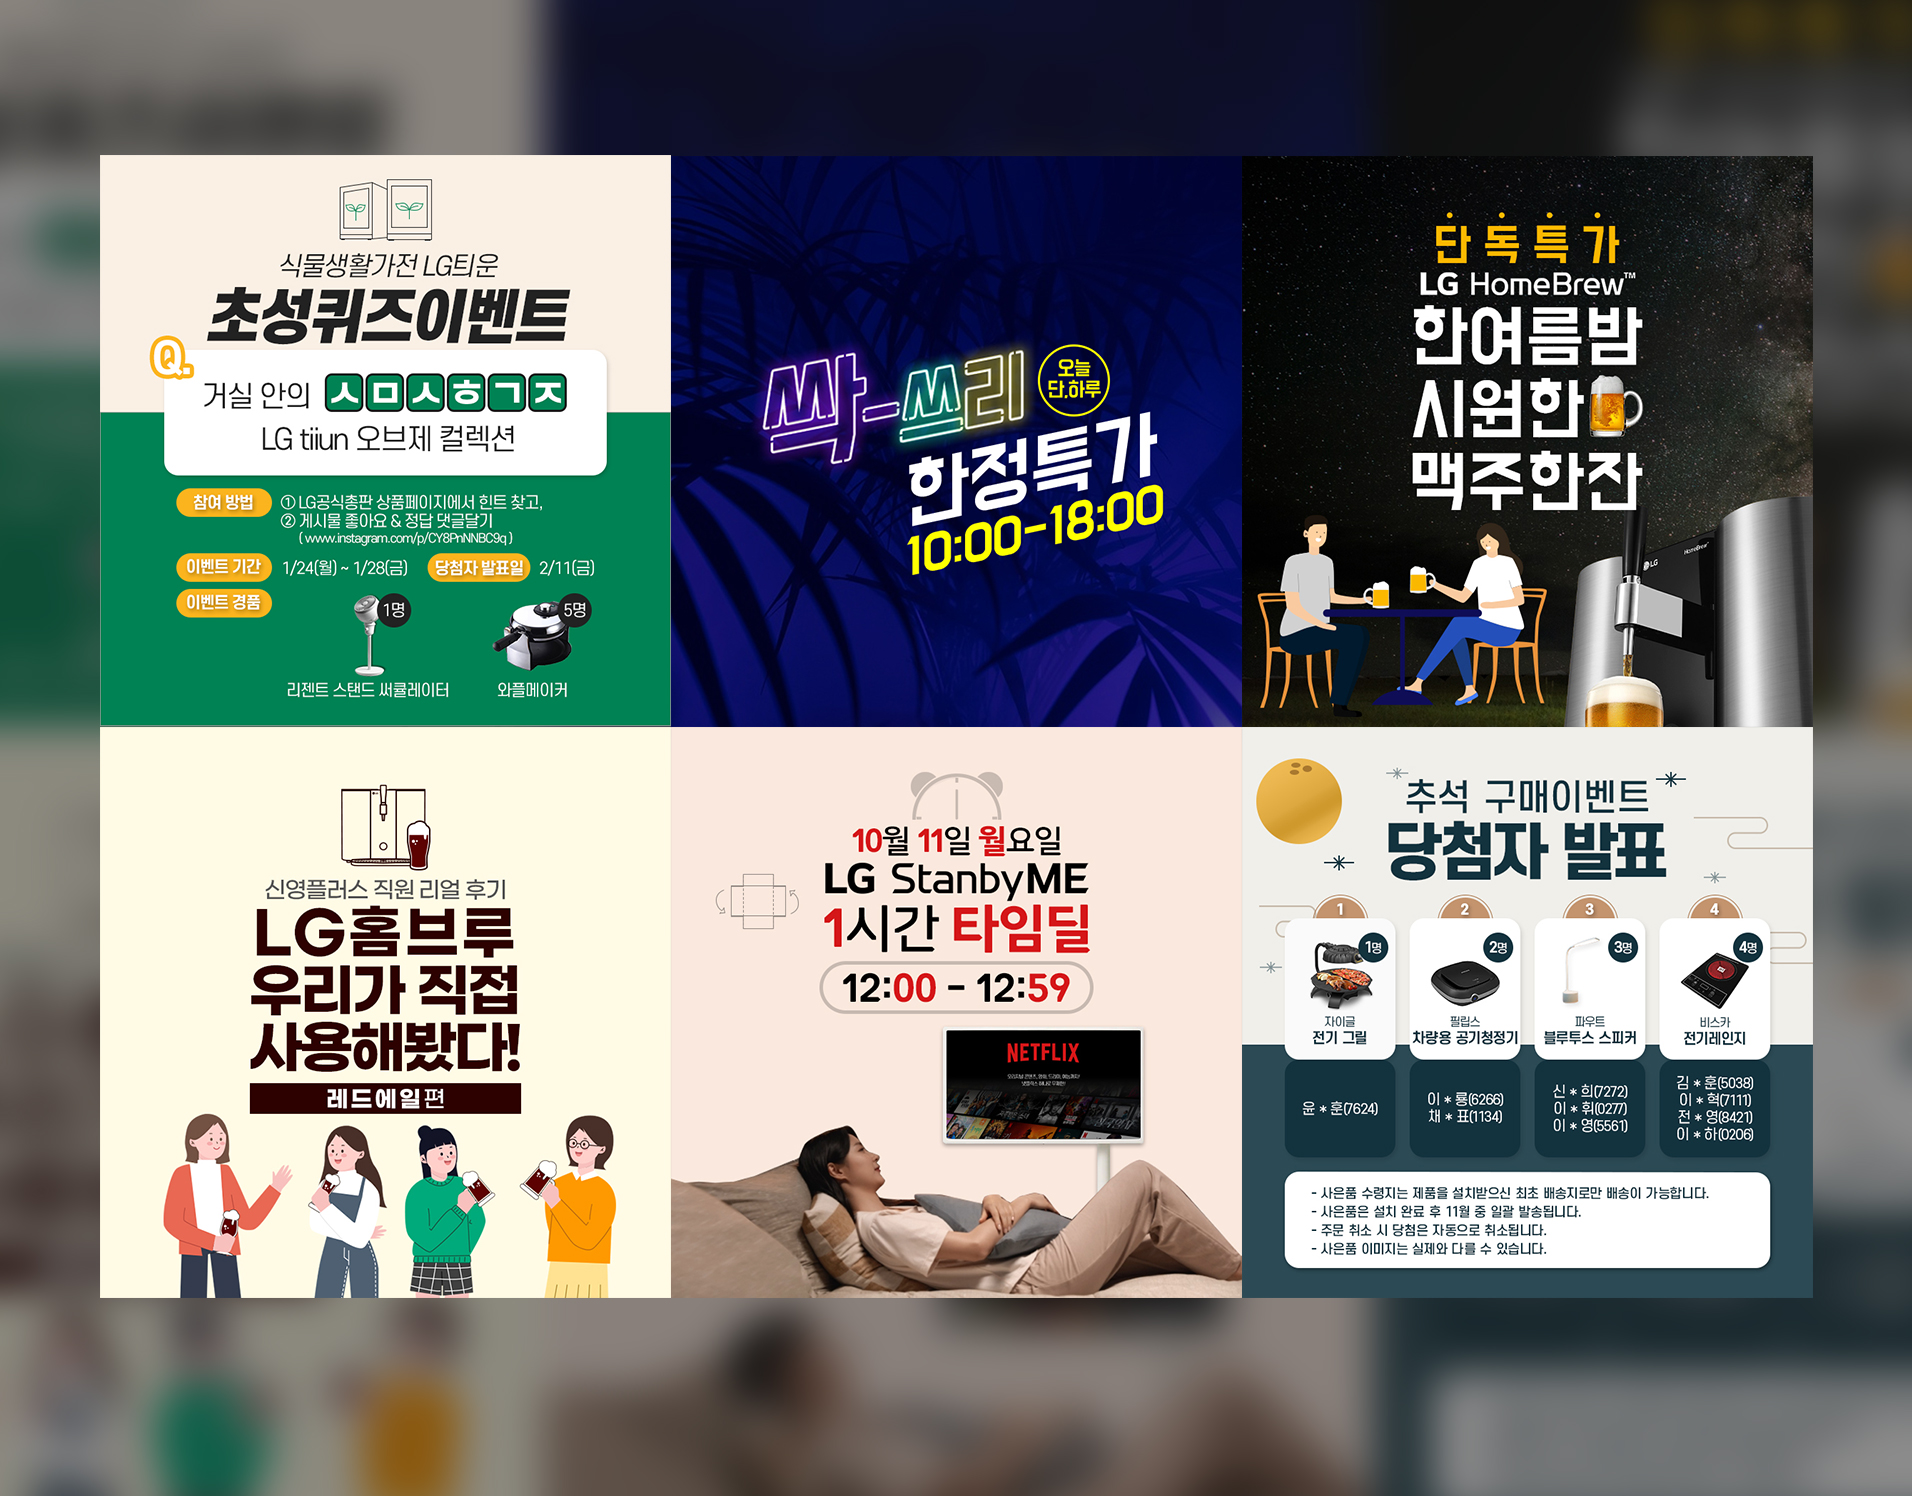 식물생활가전 LG틔운
초성퀴즈이벤트
Q.
거실 안의 ㅅㅁㅅㅎㄱㅈ
LG tiiun 오브제 컬렉션
참여 방법 ① LG공식총판 상품페이지에서 힌트 찾고,
② 게시물 좋아요 & 정답 댓글달기
( www.instagram.com/p/CY8PnNNBC9q )
이벤트 기간 1/24(월) ~ 1/28(금) 당첨자 발표일 2/11(금)
이벤트 경품
1명 5명
리젠트 스탠드 써큘레이터 와플메이커
싹-쓰리
오늘
단.하루
한정특가
10:00-18:00
단독특가
LG HomeBrew™
한여름밤
시원한
맥주한잔
HomeBrew™
LG
신영플러스 직원 리얼 후기
LG홈브루
우리가 직접
사용해봤다!
레드에일편
10월 11일 월요일
LG StanbyME
1시간 타임딜
12:00 - 12:59
NETFLIX
추석 구매이벤트
당첨자 발표
1 2 3 4
1명 2명 3명 4명
자이글 필립스 파우트 비스카
전기 그릴 차량용 공기청정기 블루투스 스피커 전기레인지
윤 * 훈(7624)
이 * 룡(6266)
채 * 표(1134)
신 * 희(7272)
이 * 휘(0277)
이 * 영(5561)
김 * 훈(5038)
이 * 혁(7111)
전 * 영(8421)
이 * 하(0206)
- 사은품 수령지는 제품을 설치받으신 최초 배송지로만 배송이 가능합니다.
- 사은품은 설치 완료 후 11월 중 일괄 발송됩니다.
- 주문 취소 시 당첨은 자동으로 취소됩니다.
- 사은품 이미지는 실제와 다를 수 있습니다.